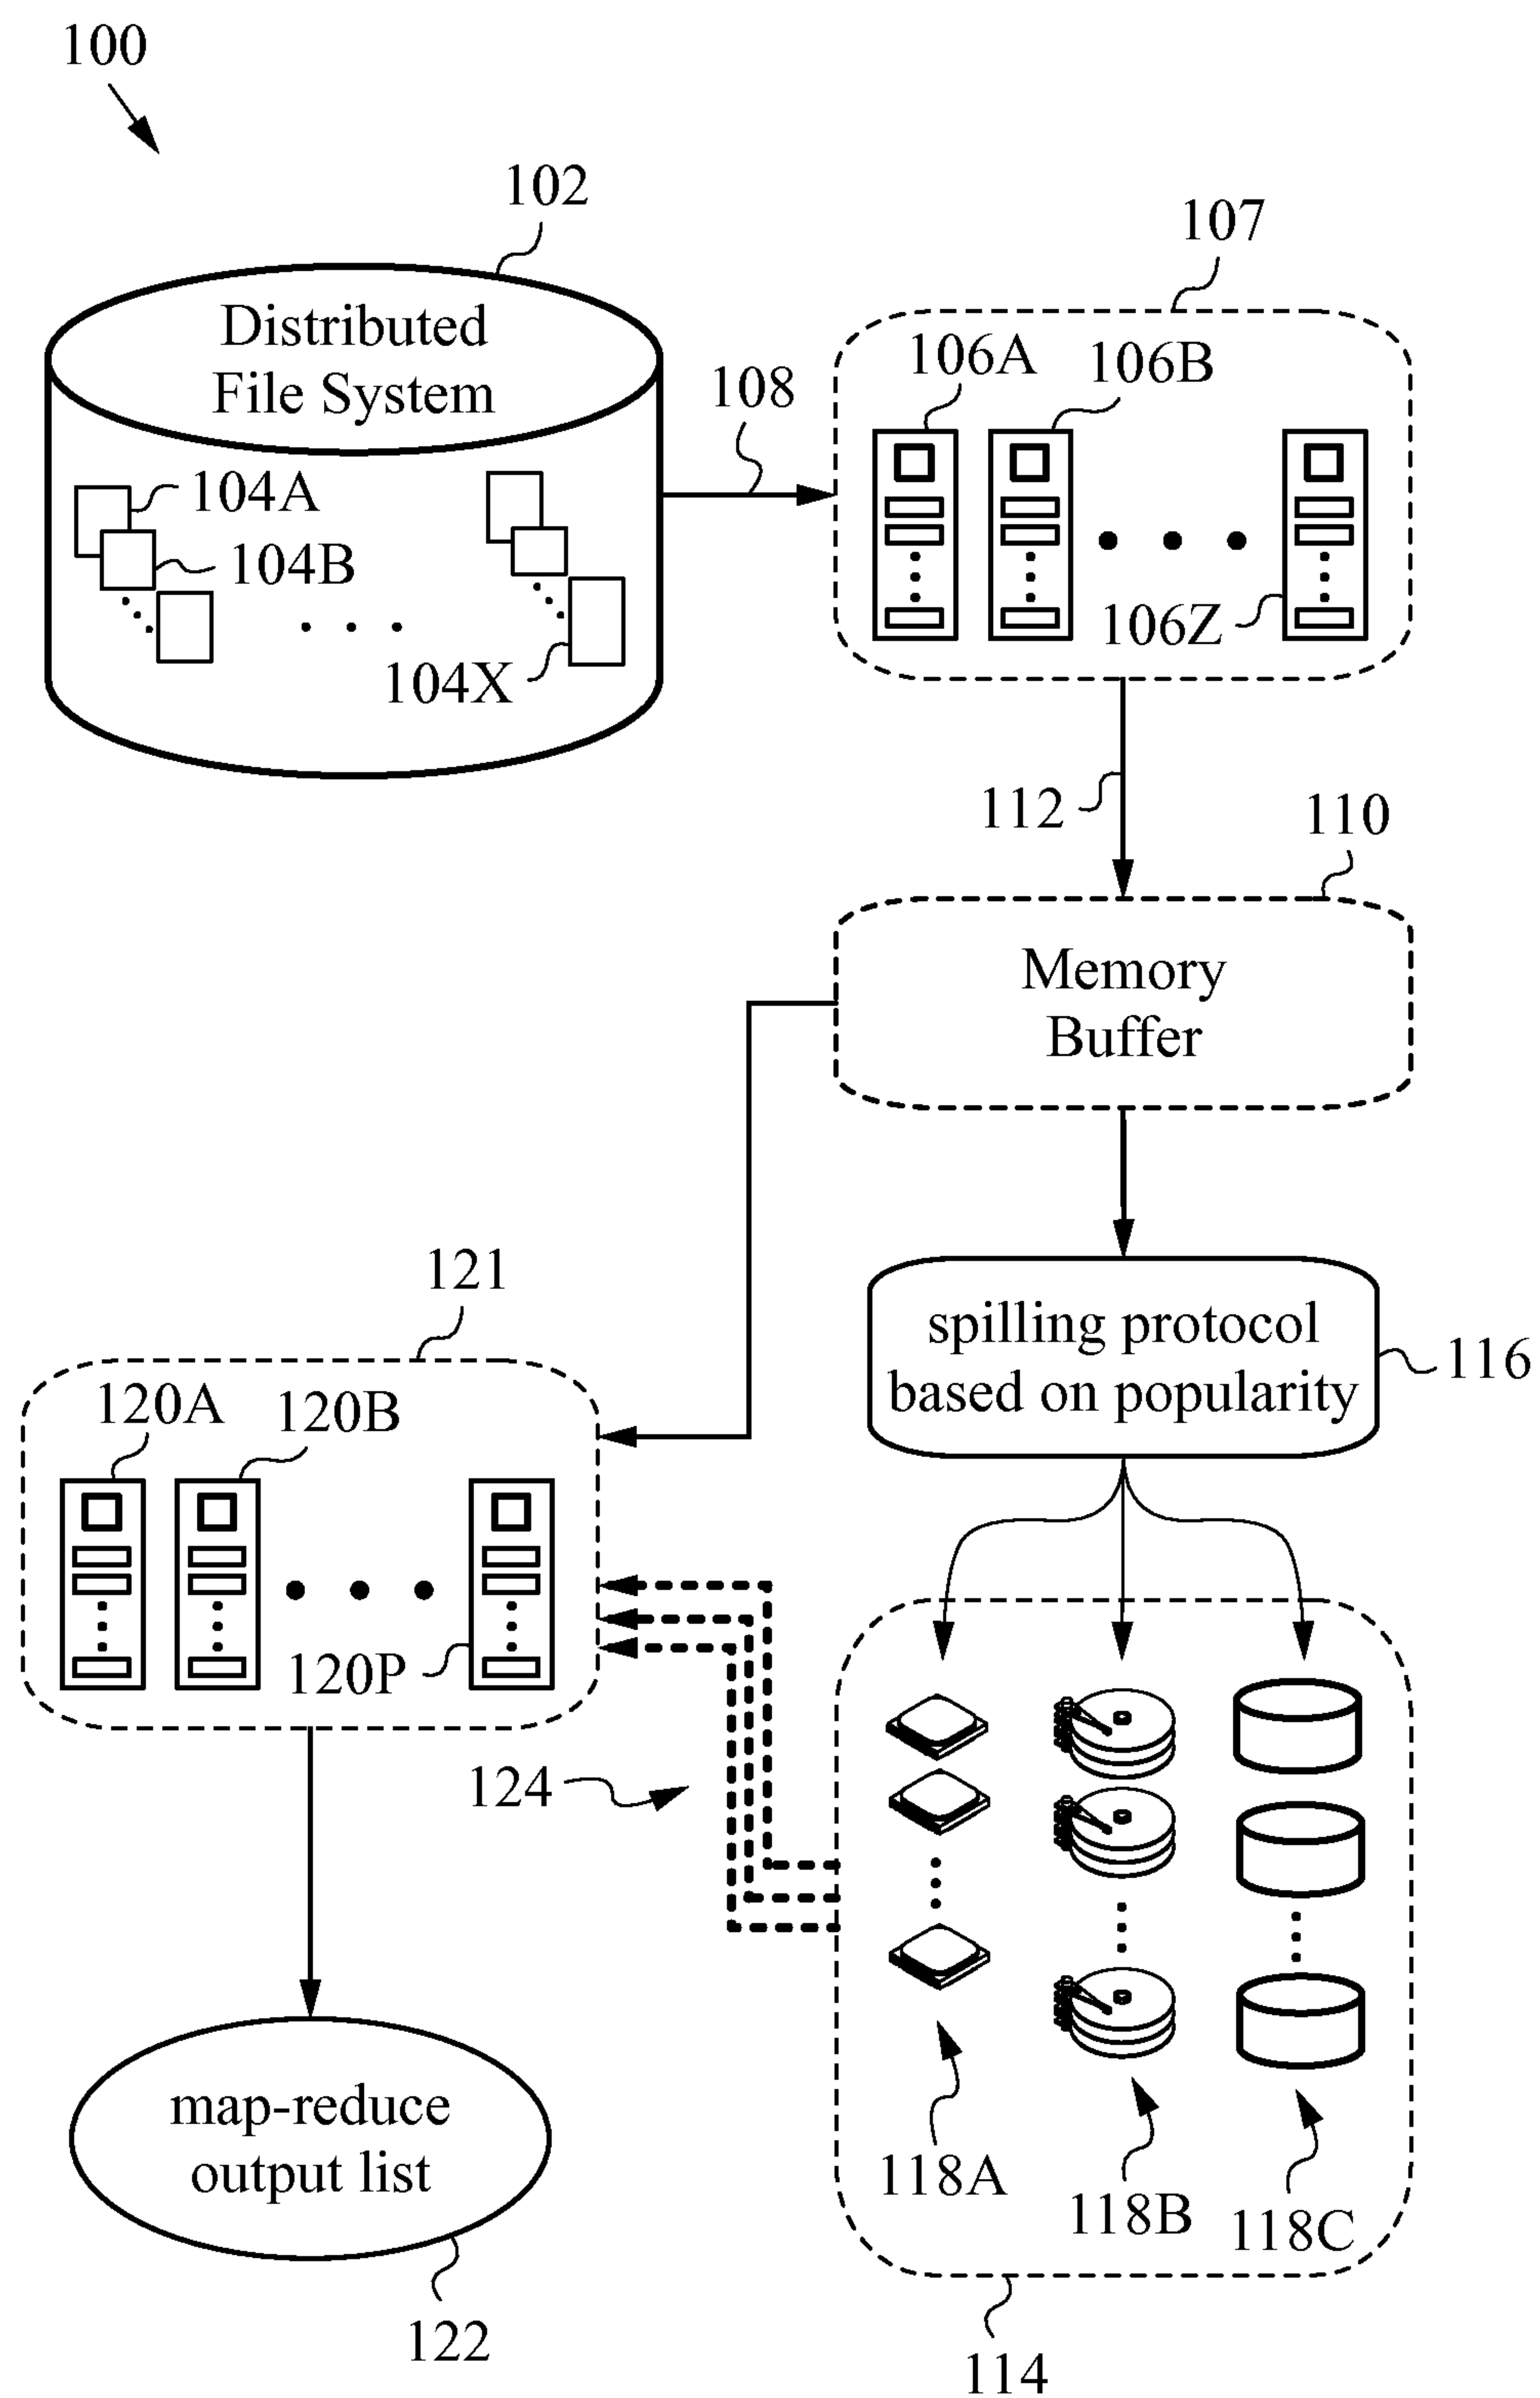 100
102
107
Distributed
File System
106A
106B
108
104A
104B
106Z
104X
112
110
Memory
Buffer
121
spilling protocol
based on popularity
116
120A
120B
120P
124
map-reduce
output list
118A
118B
118C
122
114